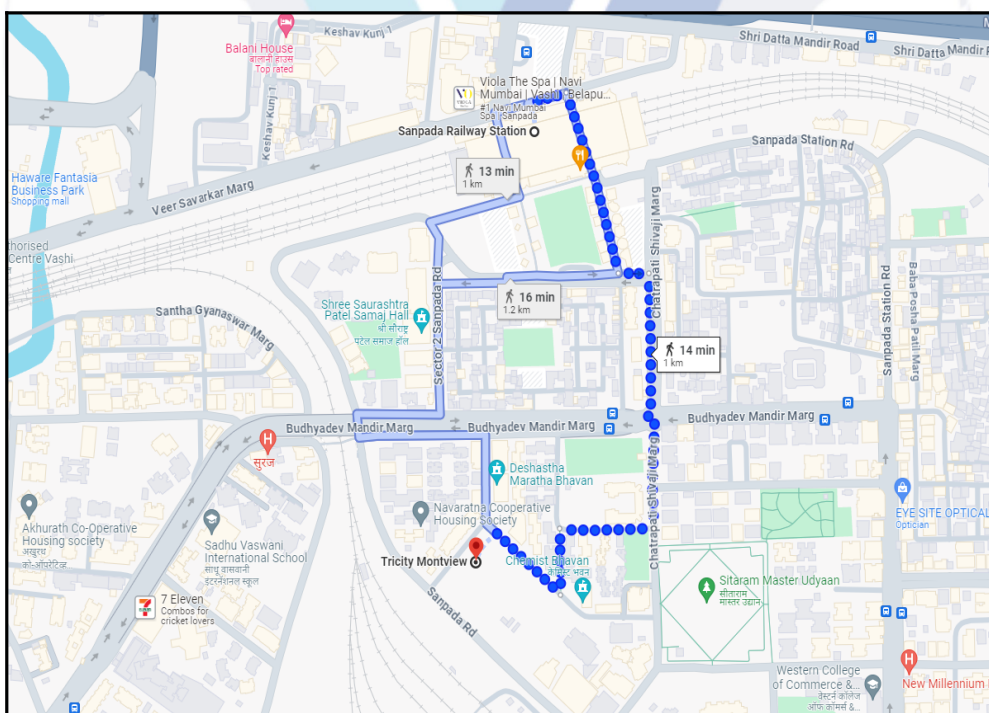 Keshav Kunj 1
Balani House
बालानी हाउस
Top rated
Shri Datta Mandir Road
Shri Datta Mandir R
Viola The Spa | Navi
Mumbai | Vashi | Belapu...
#1 Navi Mumbai
Spa | Sanpada
VIOLA
Keshav Kunj 1
Sanpada Railway Station
Sanpada Station Rd
13 min
1 km
Haware Fantasia
Business Park
Shopping mall
Veer Savarkar Marg
Chatrapati Shivaji Marg
thorised
Centre Vashi
Sector 2 Sanpada Rd
16 min
1.2 km
Santha Gyanaswar Marg
Shree Saurashtra
Patel Samaj Hall
श्री सौराष्ट्र
पटेल समाज हॉल
Sanpada Station Rd
Baba Posha Patil Marg
14 min
1 km
Budhyadev Mandir Marg
Budhyadev Mandir Marg
Budhyadev Mandir Marg
H
सुरज
Deshastha
Maratha Bhavan
Chatrapati Shivaji Marg
Navaratna Cooperative
Housing Society
EYE SITE OPTICAL
Optician
Akhurath Co-Operative
Housing society
अखुरथ
को-ऑपरेटिव
Sadhu Vaswani
International School
साधू वासवानी
इंटरनॅशनल स्कूल
Tricity Montview
Chemist Bhavan
केमिस्ट भवन
Sitaram Master Udyaan
सीताराम
मास्तर उद्यान
7 Eleven
Combos for
cricket lovers
Sanpada Rd
Western College
of Commerce &...
वेस्टर्न कॉलेज
ऑफ कॉमर्स &...
H
New Millennium